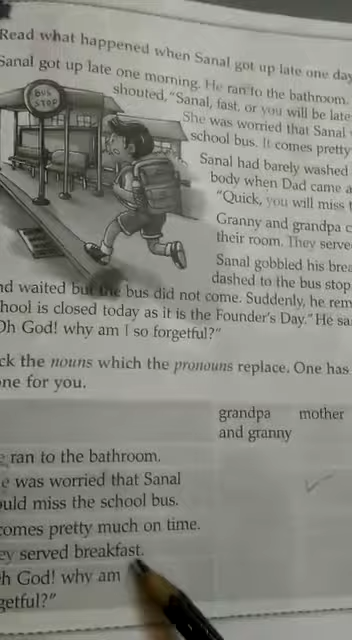 Read what happened when Sanal got up late one day
Sanal got up late one morning. He ran to the bathroom.
shouted, "Sanal, fast, or you will be late
She was worried that Sanal
school bus. It comes pretty
Sanal had barely washed
body when Dad came a
"Quick, you will miss t
Granny and grandpa c
their room. They served
Sanal gobbled his brea
dashed to the bus stop
BUS
STOP
nd waited but the bus did not come. Suddenly, he rem
hool is closed today as it is the Founder's Day." He sa
Oh God! why am I so forgetful?"
ck the nouns which the pronouns replace. One has
one for you.
grandpa mother
and granny
e ran to the bathroom.
e was worried that Sanal
ould miss the school bus.
comes pretty much on time.
ey served breakfast.
h God! why am
getful?"